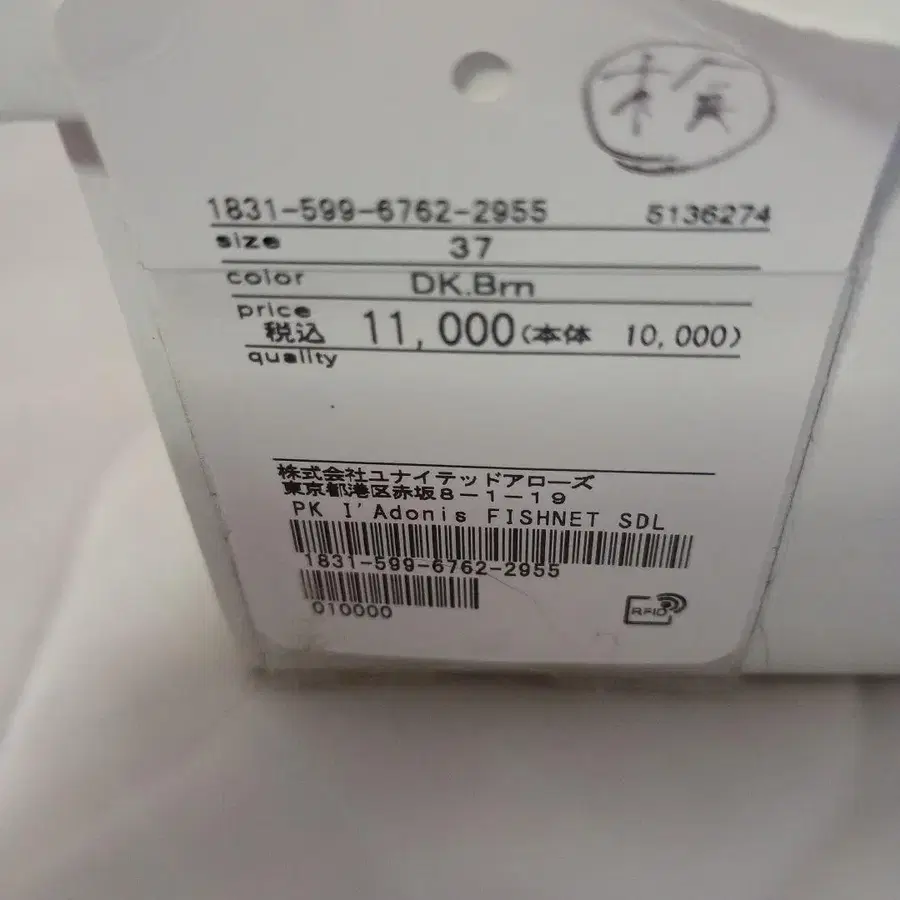 検
1831-599-6762-2955 5136274
size 37
color DK.Brn
price
税込 11,000(本体 10,000)
quality
株式会社ユナイテッドアローズ
東京都港区赤坂8-1-19
PK I'Adonis FISHNET SDL
1831-599-6762-2955
010000
RFID